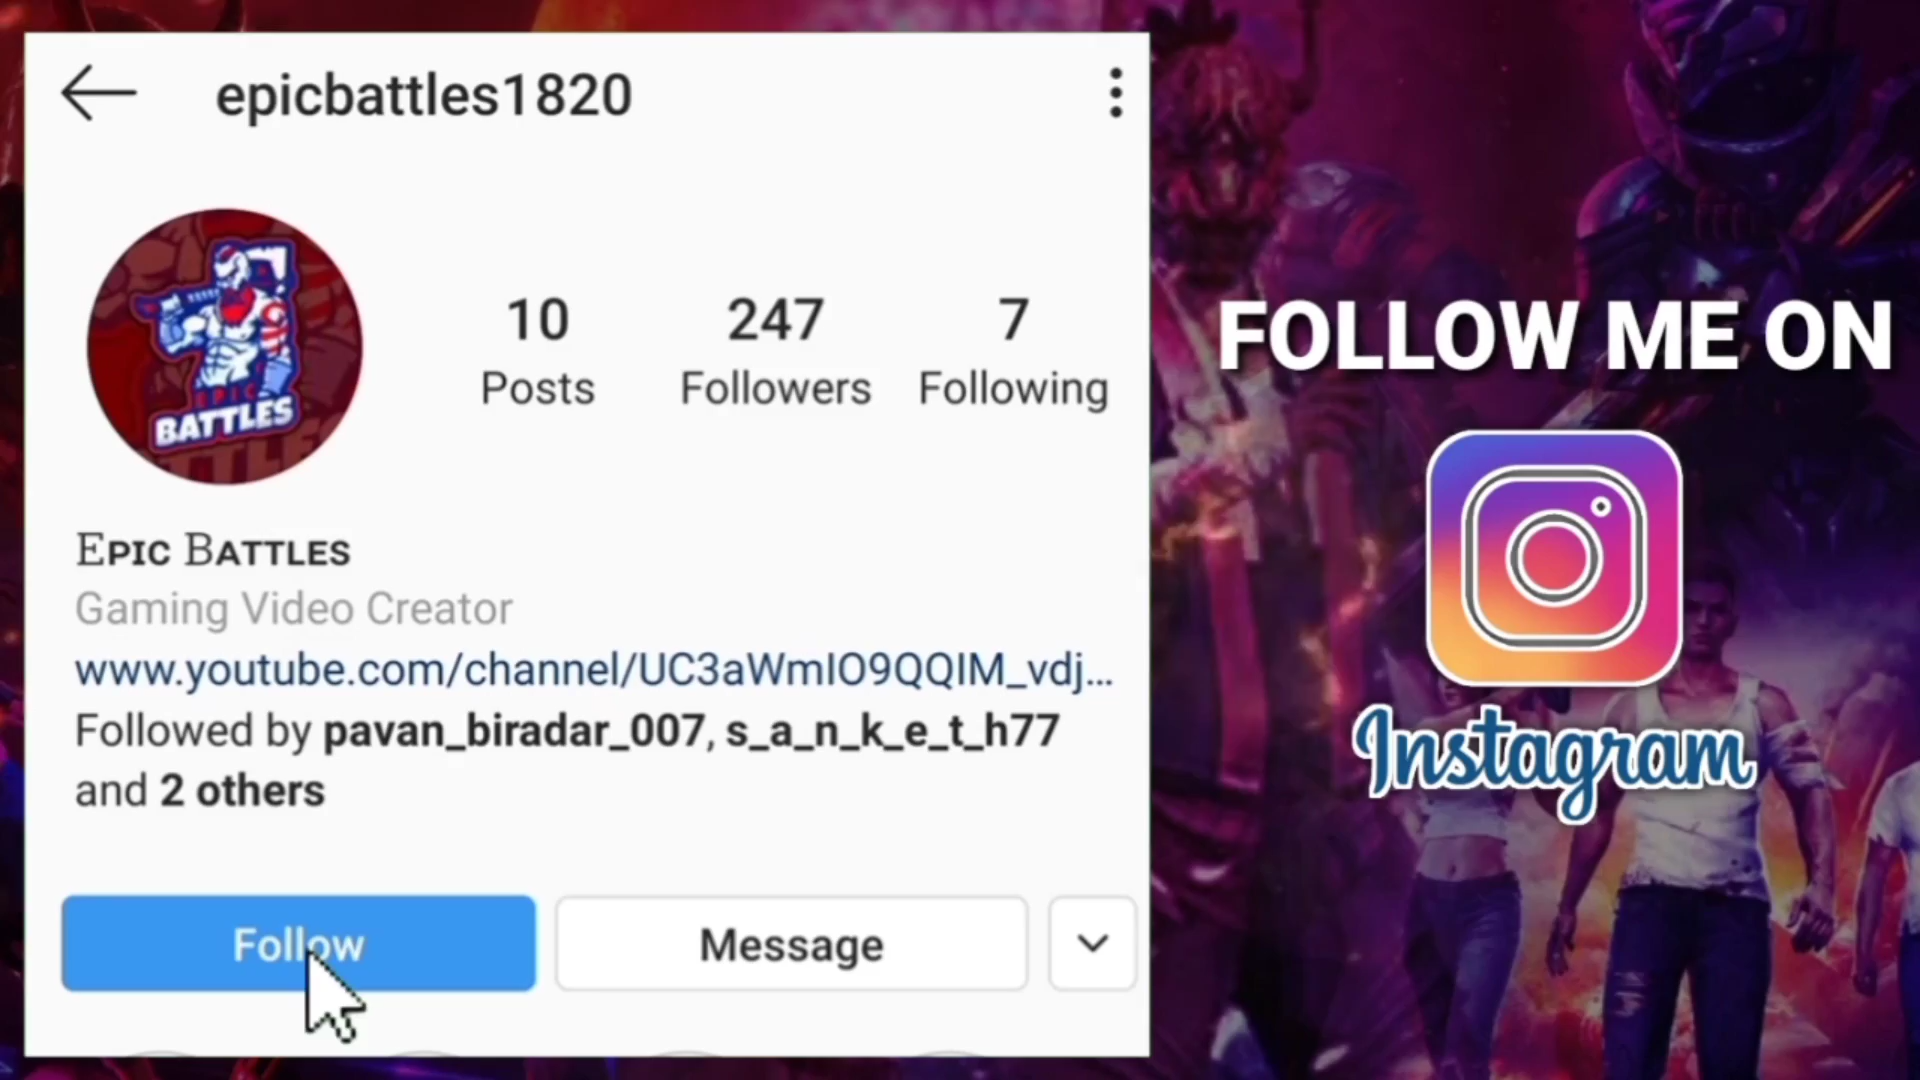 epicbattles1820
EPIC
BATTLES
10
Posts
247
Followers
7
Following
Epic Battles
Gaming Video Creator
www.youtube.com/channel/UC3aWmIO9QQIM_vdj...
Followed by pavan_biradar_007, s_a_n_k_e_t_h77
and 2 others
Follow
Message
FOLLOW ME ON
Instagram